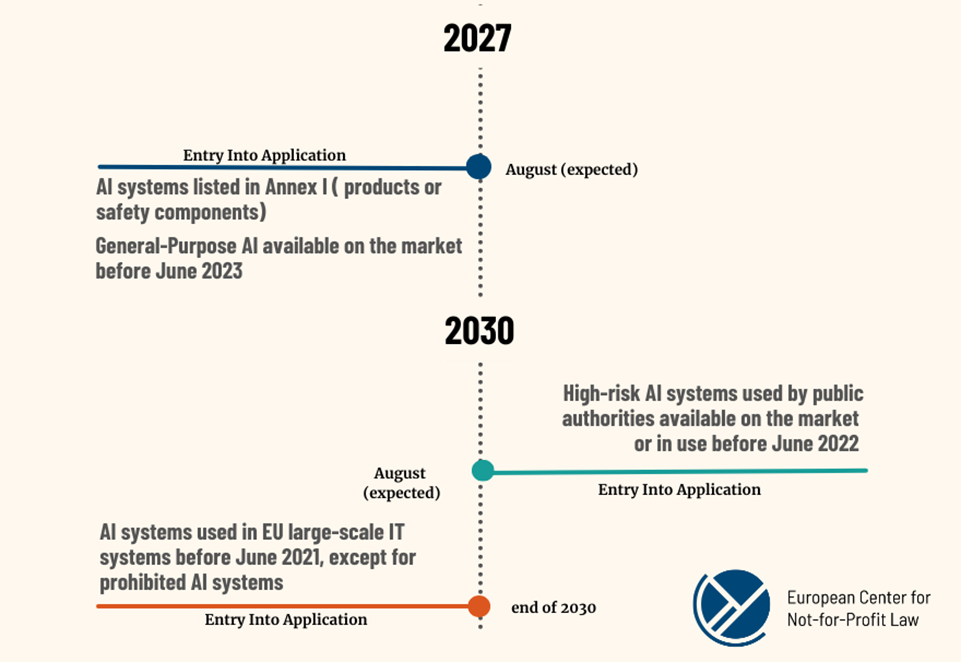 2027
Entry Into Application
August (expected)
AI systems listed in Annex I ( products or
safety components)
General-Purpose AI available on the market
before June 2023
2030
High-risk AI systems used by public
authorities available on the market
or in use before June 2022
August
(expected)
Entry Into Application
AI systems used in EU large-scale IT
systems before June 2021, except for
prohibited AI systems
end of 2030
Entry Into Application
European Center for
Not-for-Profit Law